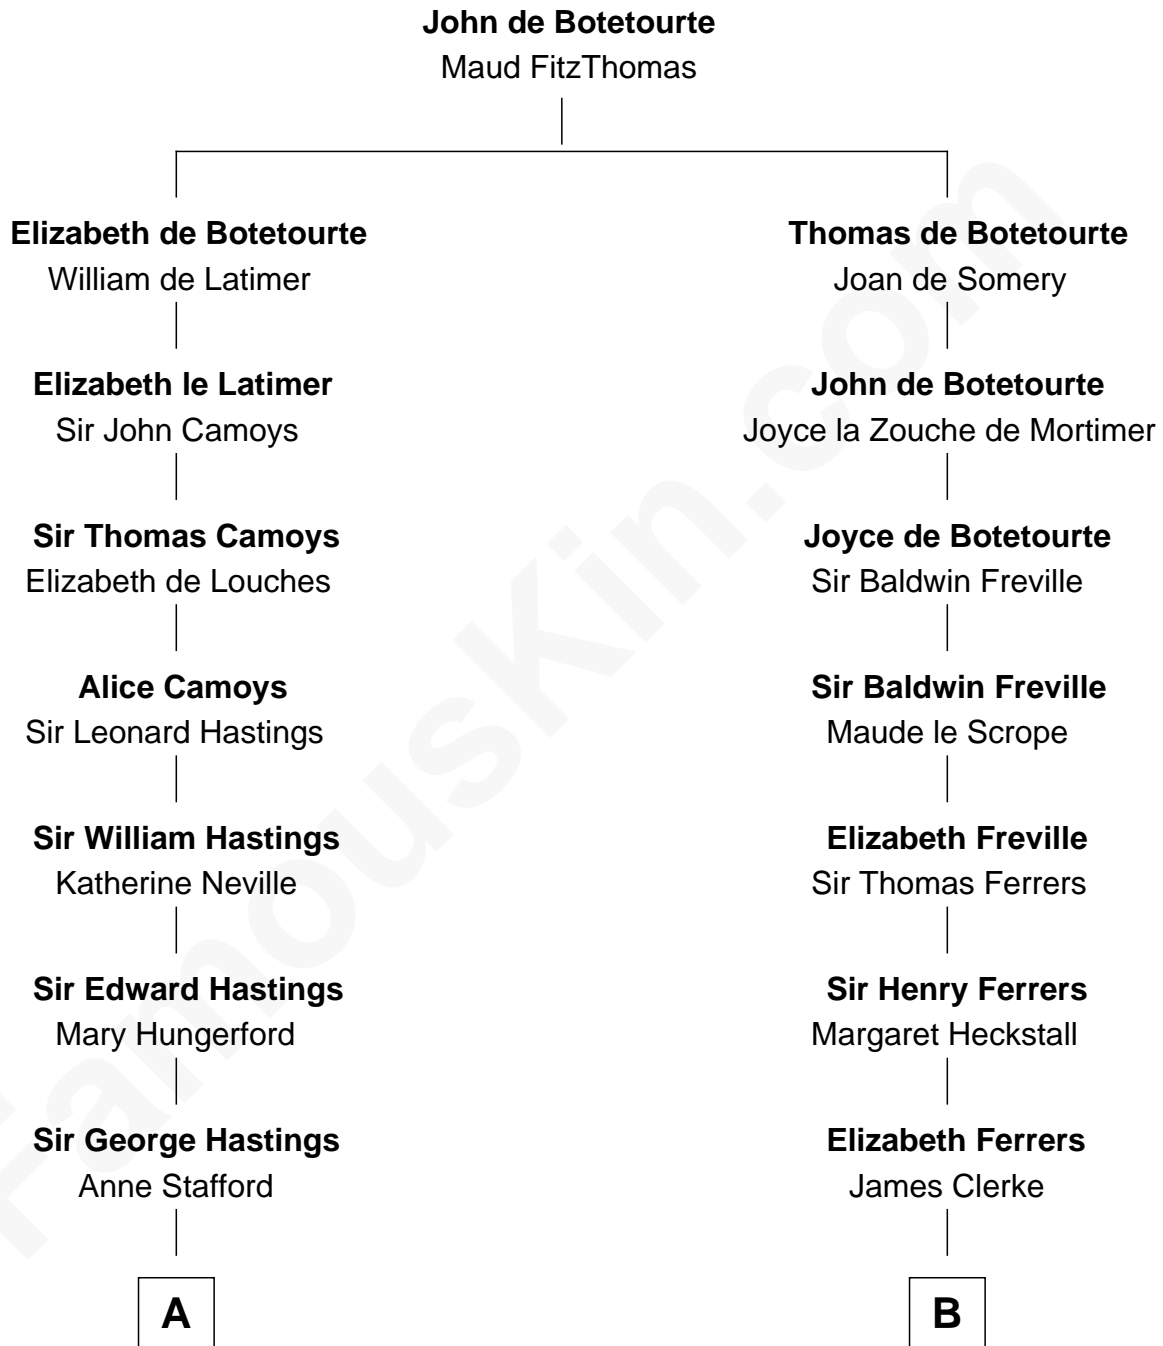 John de Botetourte
Maud FitzThomas
Elizabeth de Botetourte
William de Latimer
Elizabeth le Latimer
Sir John Camoys
Sir Thomas Camoys
Elizabeth de Louches
Alice Camoys
Sir Leonard Hastings
Sir William Hastings
Katherine Neville
Sir Edward Hastings
Mary Hungerford
Sir George Hastings
Anne Stafford
A
Thomas de Botetourte
Joan de Somery
John de Botetourte
Joyce la Zouche de Mortimer
Joyce de Botetourte
Sir Baldwin Freville
Sir Baldwin Freville
Maude le Scrope
Elizabeth Freville
Sir Thomas Ferrers
Sir Henry Ferrers
Margaret Heckstall
Elizabeth Ferrers
James Clerke
B
FamousKin.com